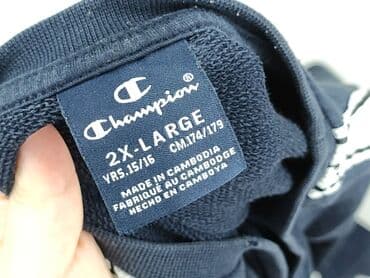 Champion®
2X-LARGE
YRS.15/16 CM.174/179
MADE IN CAMBODIA
FABRIQUÉ AU CAMBODGE
HECHO EN CAMBOYA